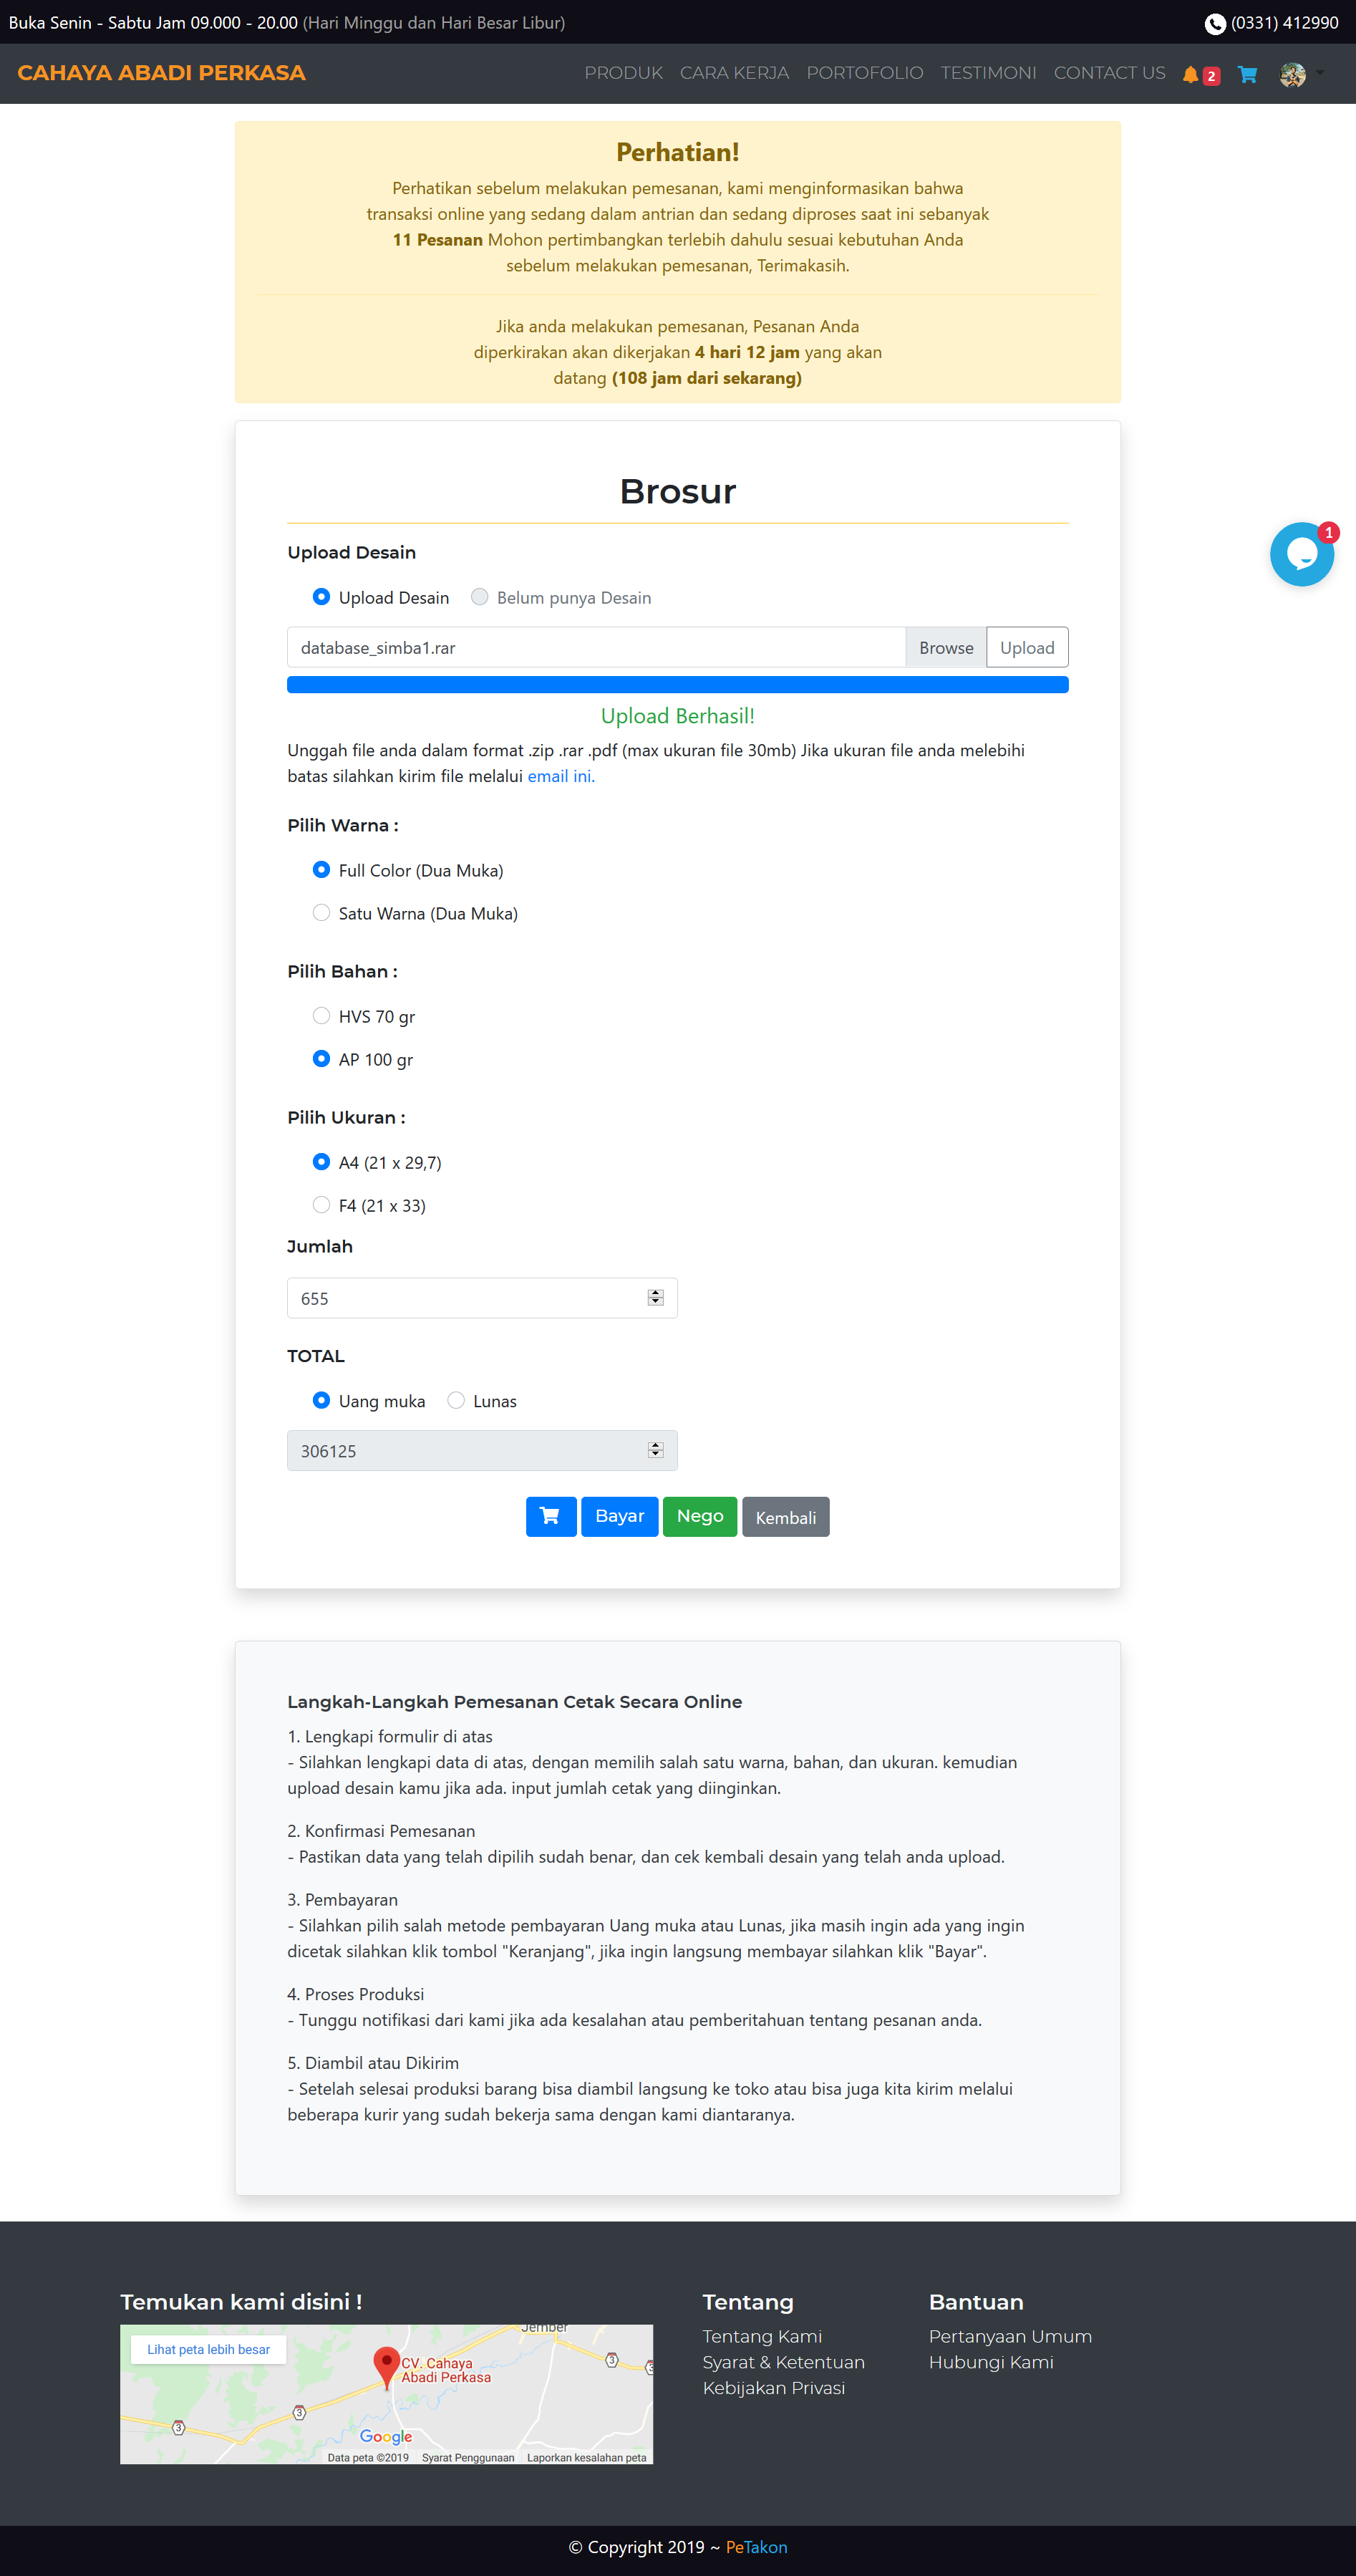 Buka Senin - Sabtu Jam 09.000 - 20.00 (Hari Minggu dan Hari Besar Libur)
(0331) 412990
CAHAYA ABADI PERKASA
PRODUK CARA KERJA PORTOFOLIO TESTIMONI CONTACT US 2
Perhatian!
Perhatikan sebelum melakukan pemesanan, kami menginformasikan bahwa
transaksi online yang sedang dalam antrian dan sedang diproses saat ini sebanyak
11 Pesanan Mohon pertimbangkan terlebih dahulu sesuai kebutuhan Anda
sebelum melakukan pemesanan, Terimakasih.
Jika anda melakukan pemesanan, Pesanan Anda
diperkirakan akan dikerjakan 4 hari 12 jam yang akan
datang (108 jam dari sekarang)
Brosur
1
Upload Desain
Upload Desain Belum punya Desain
database_simba1.rar Browse Upload
Upload Berhasil!
Unggah file anda dalam format .zip .rar .pdf (max ukuran file 30mb) Jika ukuran file anda melebihi
batas silahkan kirim file melalui email ini.
Pilih Warna :
Full Color (Dua Muka)
Satu Warna (Dua Muka)
Pilih Bahan :
HVS 70 gr
AP 100 gr
Pilih Ukuran :
A4 (21 x 29,7)
F4 (21 x 33)
Jumlah
655
TOTAL
Uang muka Lunas
306125
Bayar Nego Kembali
Langkah-Langkah Pemesanan Cetak Secara Online
1. Lengkapi formulir di atas
- Silahkan lengkapi data di atas, dengan memilih salah satu warna, bahan, dan ukuran. kemudian
upload desain kamu jika ada. input jumlah cetak yang diinginkan.
2. Konfirmasi Pemesanan
- Pastikan data yang telah dipilih sudah benar, dan cek kembali desain yang telah anda upload.
3. Pembayaran
- Silahkan pilih salah metode pembayaran Uang muka atau Lunas, jika masih ingin ada yang ingin
dicetak silahkan klik tombol "Keranjang", jika ingin langsung membayar silahkan klik "Bayar".
4. Proses Produksi
- Tunggu notifikasi dari kami jika ada kesalahan atau pemberitahuan tentang pesanan anda.
5. Diambil atau Dikirim
- Setelah selesai produksi barang bisa diambil langsung ke toko atau bisa juga kita kirim melalui
beberapa kurir yang sudah bekerja sama dengan kami diantaranya.
Temukan kami disini !
Lihat peta lebih besar
Jember
CV. Cahaya
Abadi Perkasa
3
3
3
3
Google
Data peta ©2019 Syarat Penggunaan Laporkan kesalahan peta
Tentang
Tentang Kami
Syarat & Ketentuan
Kebijakan Privasi
Bantuan
Pertanyaan Umum
Hubungi Kami
© Copyright 2019 ~ PeTakon